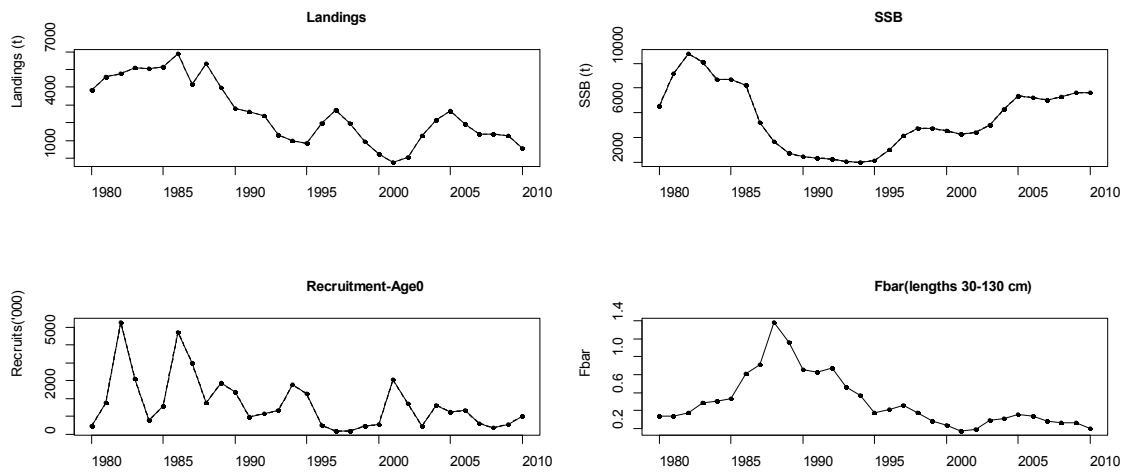 Landings
Landings (t)
1000 4000 7000
1980 1985 1990 1995 2000 2005 2010
SSB
SSB (t)
2000 6000 10000
1980 1985 1990 1995 2000 2005 2010
Recruitment-Age0
Recruits('000)
0 2000 5000
1980 1985 1990 1995 2000 2005 2010
Fbar(lengths 30-130 cm)
Fbar
0.2 0.6 1.0 1.4
1980 1985 1990 1995 2000 2005 2010